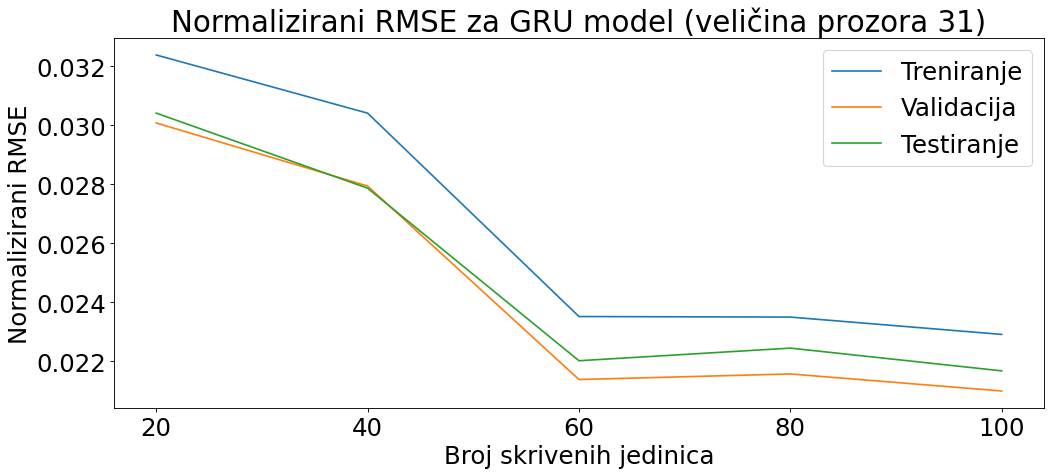 Normalizirani RMSE za GRU model (veličina prozora 31)
Treniranje
Validacija
Testiranje
Normalizirani RMSE
0.032
0.030
0.028
0.026
0.024
0.022
20 40 60 80 100
Broj skrivenih jedinica